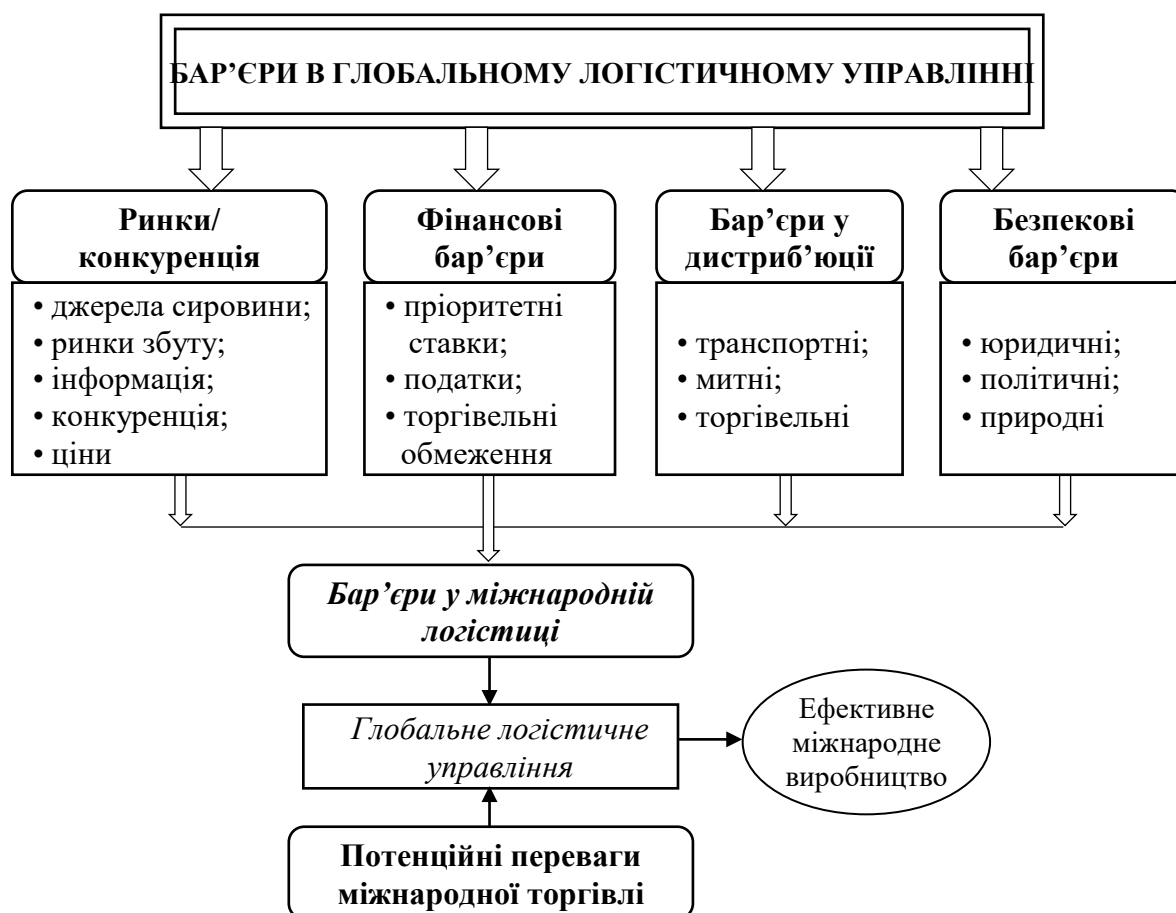 БАР’ЄРИ В ГЛОБАЛЬНОМУ ЛОГІСТИЧНОМУ УПРАВЛІННІ
Ринки/
конкуренція
• джерела сировини;
• ринки збуту;
• інформація;
• конкуренція;
• ціни
Фінансові
бар’єри
• пріоритетні
ставки;
• податки;
• торгівельні
обмеження
Бар’єри у
дистриб’юції
• транспортні;
• митні;
• торгівельні
Безпекові
бар’єри
• юридичні;
• політичні;
• природні
Бар’єри у міжнародній
логістиці
Глобальне логістичне
управління
Ефективне
міжнародне
виробництво
Потенційні переваги
міжнародної торгівлі